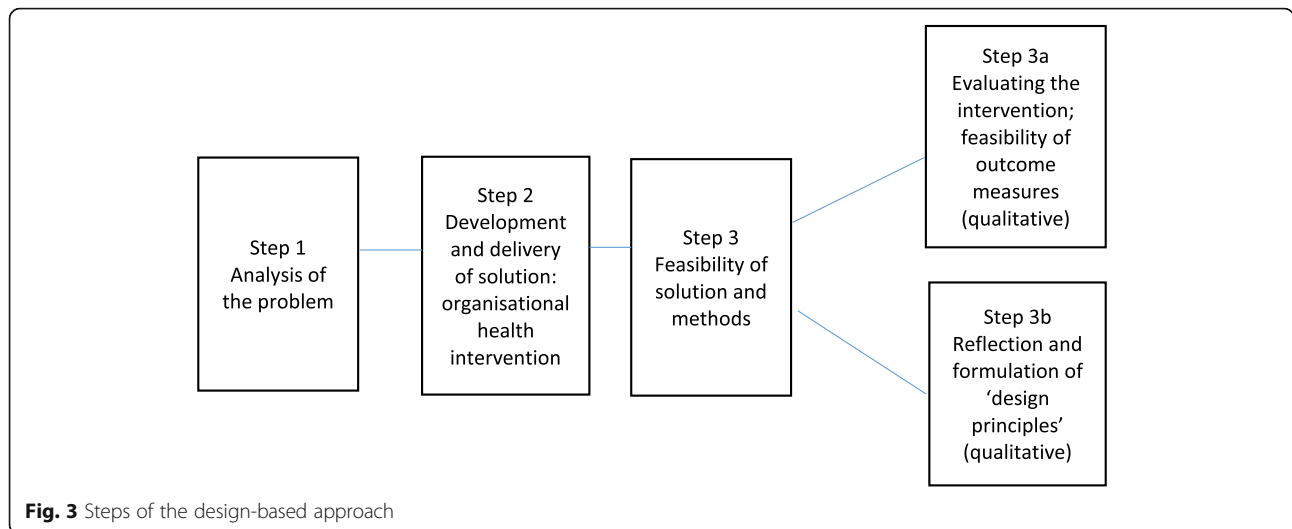 Step 1
Analysis of
the problem
Step 2
Development
and delivery
of solution:
organisational
health
intervention
Step 3
Feasibility of
solution and
methods
Step 3a
Evaluating the
intervention;
feasibility of
outcome
measures
(qualitative)
Step 3b
Reflection and
formulation of
‘design
principles’
(qualitative)
Fig. 3 Steps of the design-based approach